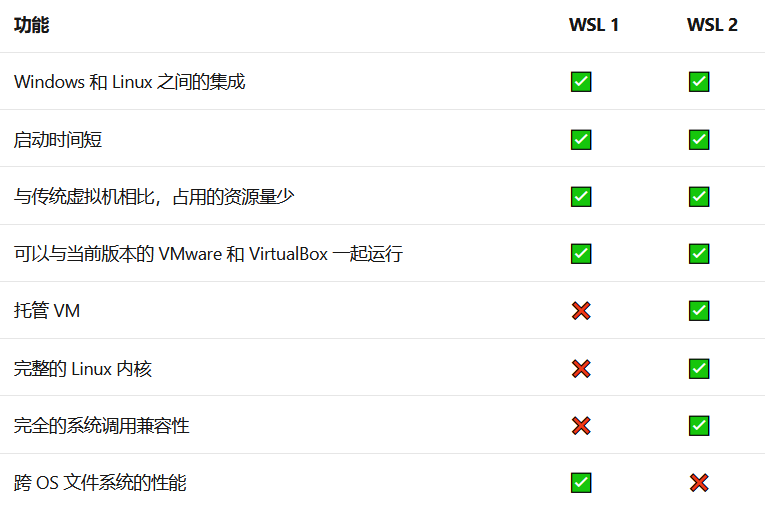 功能 WSL 1 WSL 2
Windows 和 Linux 之间的集成 ✅ ✅
启动时间短 ✅ ✅
与传统虚拟机相比，占用的资源量少 ✅ ✅
可以与当前版本的 VMware 和 VirtualBox 一起运行 ✅ ✅
托管 VM ❌ ✅
完整的 Linux 内核 ❌ ✅
完全的系统调用兼容性 ❌ ✅
跨 OS 文件系统的性能 ✅ ❌